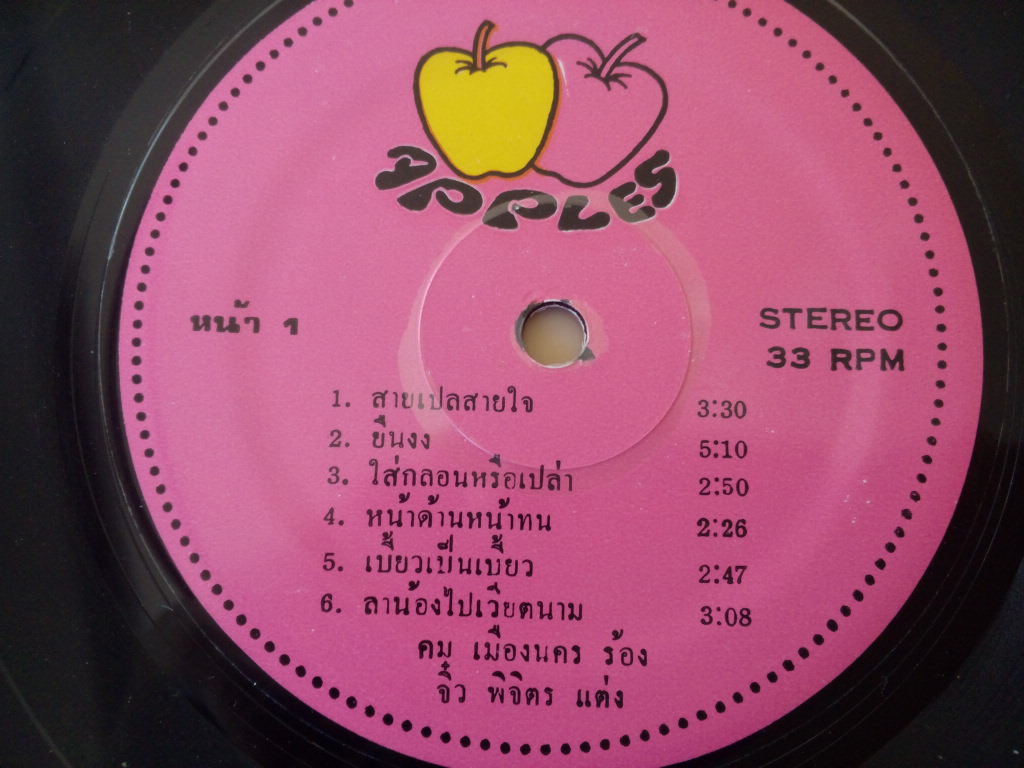 APPLES
หน้า 1
STEREO
33 RPM
1. สายเปลสายใจ 3:30
2. ยืนงง 5:10
3. ใส่กลอนหรือเปล่า 2:50
4. หน้าด้านหน้าทน 2:26
5. เบี้ยวเป็นเบี้ยว 2:47
6. ลาน้องไปเวียตนาม 3:08
คม เมืองนคร ร้อง
จิ๋ว พิจิตร แต่ง